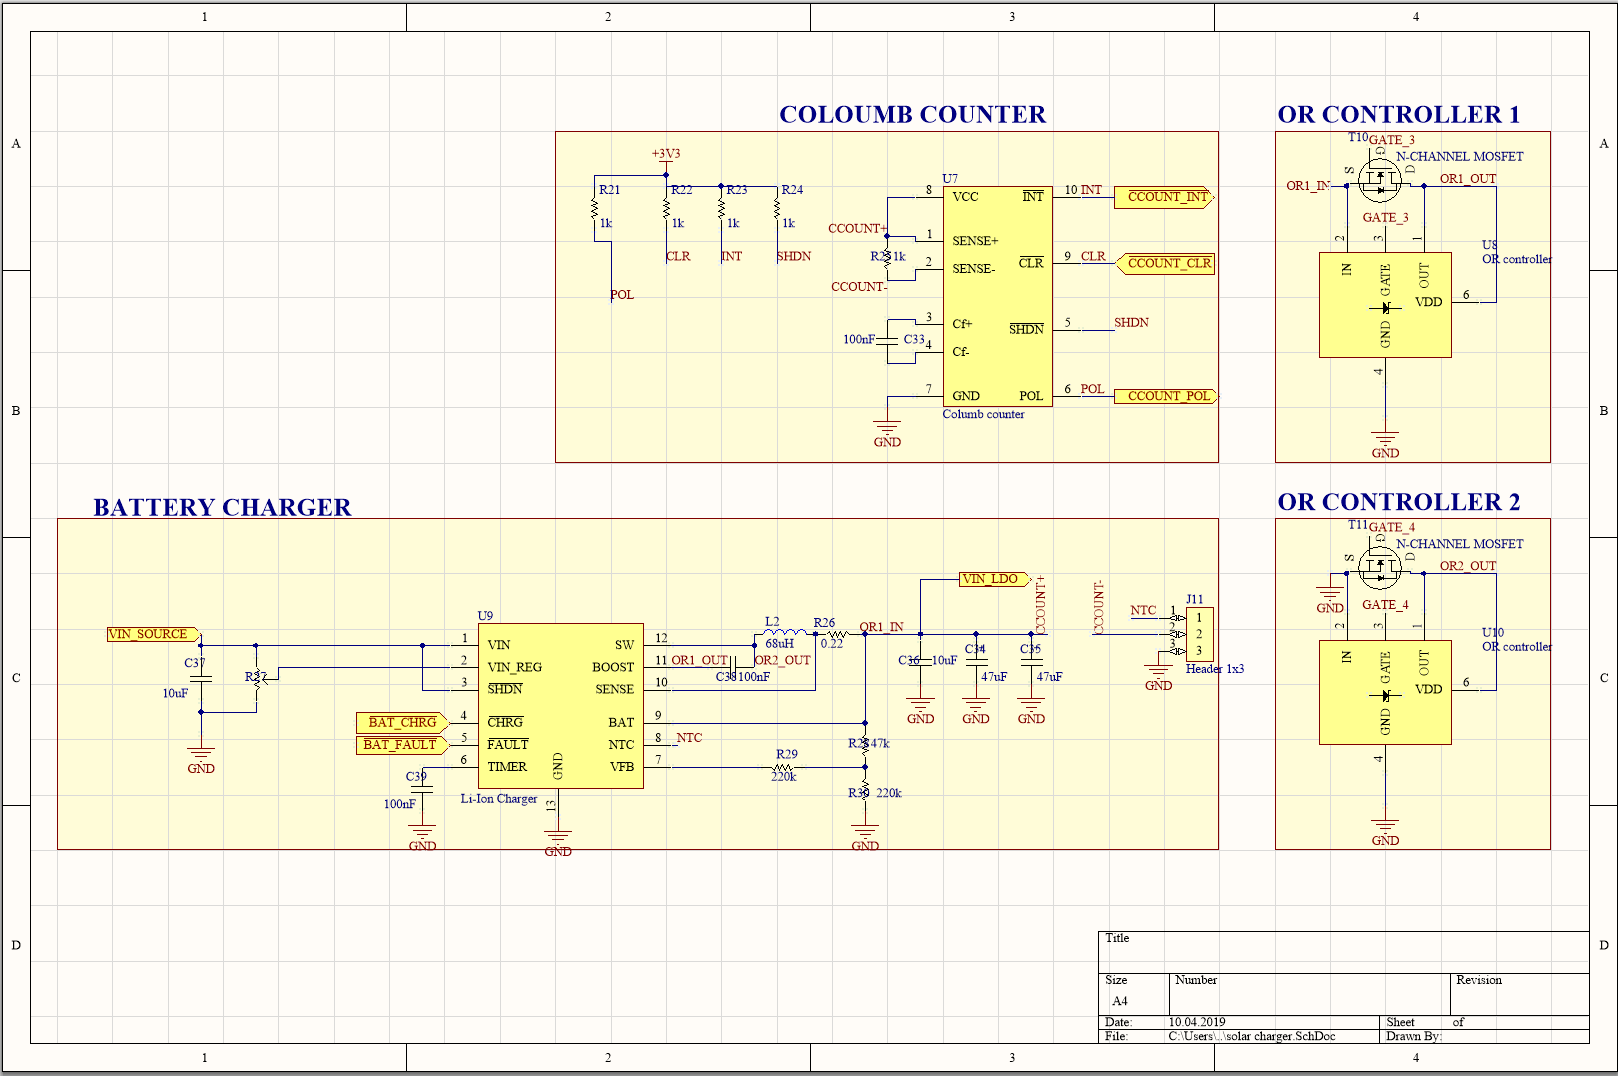 1 2 3 4
A A
B B
C C
D D
1 2 3 4
COLOUMB COUNTER
+3V3
R21 R22 R23 R24
1k 1k 1k 1k
CLR INT SHDN
POL
U7
8 VCC
CCOUNT+
1 SENSE+
1k
2 SENSE-
CCOUNT-
3 Cf+
100nF C33
4 Cf-
7 GND
GND
INT 10 INT CCOUNT_INT
CLR 9 CLR CCOUNT_CLR
SHDN 5 SHDN
POL 6 POL CCOUNT_POL
Columb counter
OR CONTROLLER 1
T10 GATE_3
G
N-CHANNEL MOSFET
S D
OR1_IN OR1_OUT
GATE_3
2 3 1
U8
OR controller
IN GATE OUT
VDD 6
GND
4
GND
BATTERY CHARGER
VIN_SOURCE
C37
10uF
R27
GND
BAT_CHRG
BAT_FAULT
C39
100nF
GND
U9
1 VIN
2 VIN_REG
3 SHDN
4 CHRG
5 FAULT
6 TIMER
GND
13
GND
Li-Ion Charger
SW 12
BOOST 11 OR1_OUT OR2_OUT
SENSE 10
BAT 9
NTC 8 NTC
VFB 7
L2
68uH
C38 100nF
R26
0.22
OR1_IN
R28 47k
R29
220k
R30 220k
GND
VIN_LDO
CCOUNT+
CCOUNT-
C36 10uF
C34
47uF
C35
47uF
GND GND GND
J11
NTC 1 1
2 2
3 3
GND
Header 1x3
OR CONTROLLER 2
T11 GATE_4
G
N-CHANNEL MOSFET
S D
OR2_OUT
GND
GATE_4
2 3 1
U10
OR controller
IN GATE OUT
VDD 6
GND
4
GND
Title
Size Number Revision
A4
Date: 10.04.2019 Sheet of
File: C:\Users\..\solar charger.SchDoc Drawn By: